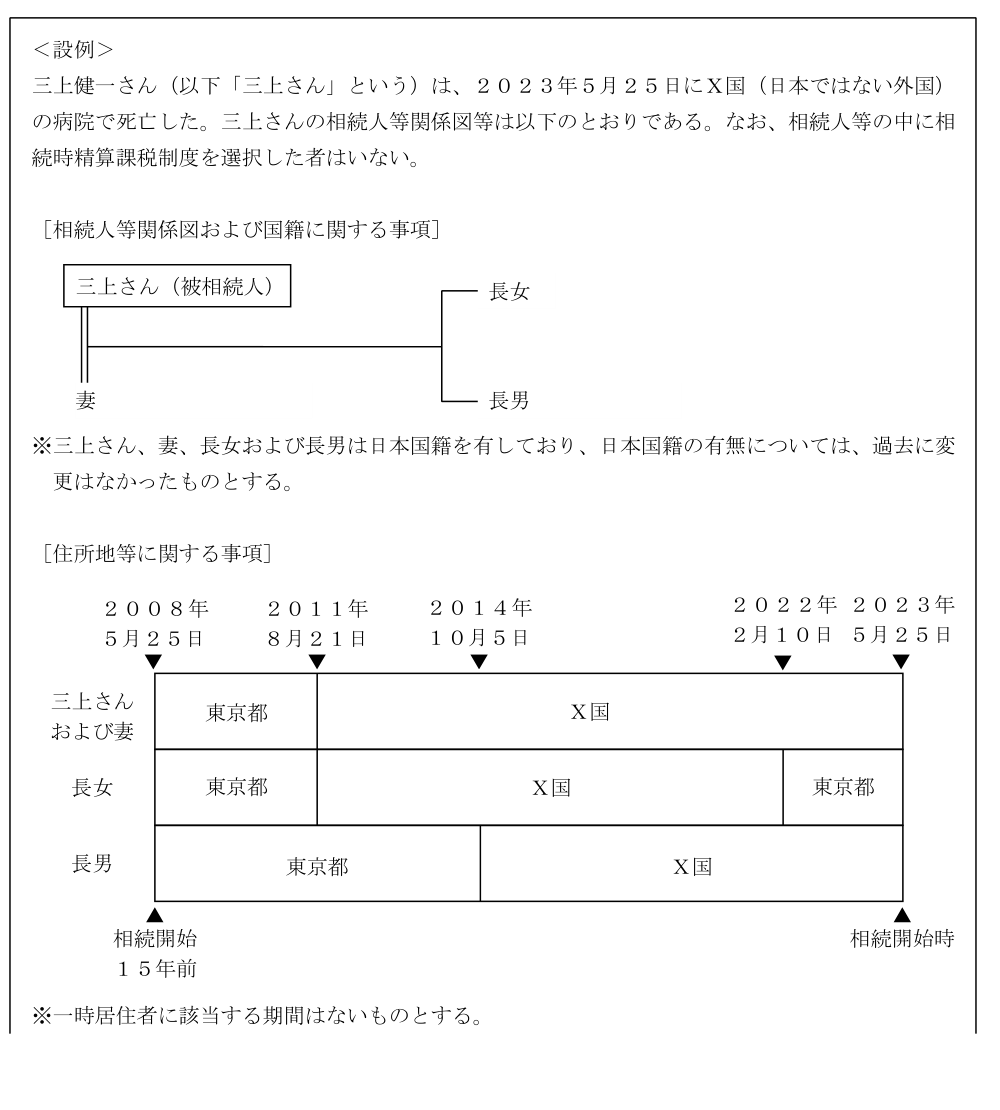 ＜設例＞
三上健一さん（以下「三上さん」という）は、２０２３年５月２５日にＸ国（日本ではない外国）
の病院で死亡した。三上さんの相続人等関係図等は以下のとおりである。なお、相続人等の中に相
続時精算課税制度を選択した者はいない。
［相続人等関係図および国籍に関する事項］
三上さん（被相続人）
長女
妻
長男
※三上さん、妻、長女および長男は日本国籍を有しており、日本国籍の有無については、過去に変
更はなかったものとする。
［住所地等に関する事項］
２００８年
５月２５日
２０１１年
８月２１日
２０１４年
１０月５日
２０２２年
２月１０日
２０２３年
５月２５日
▼ ▼ ▼ ▼ ▼
三上さん
および妻
東京都
Ｘ国
長女
東京都
Ｘ国
東京都
長男
東京都
Ｘ国
▲ ▲
相続開始
１５年前
相続開始時
※一時居住者に該当する期間はないものとする。